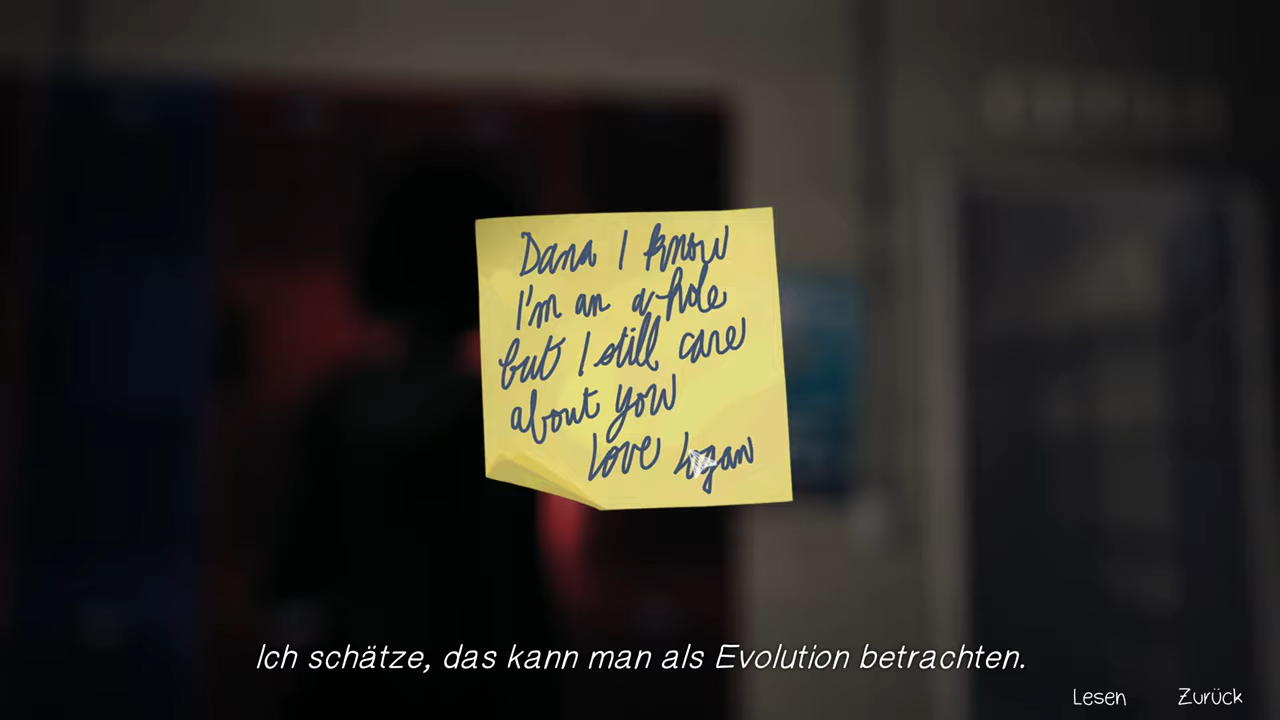 Dana I know
I'm an a-hole
but I still care
about you
Love Logan
Ich schätze, das kann man als Evolution betrachten.
Lesen Zurück